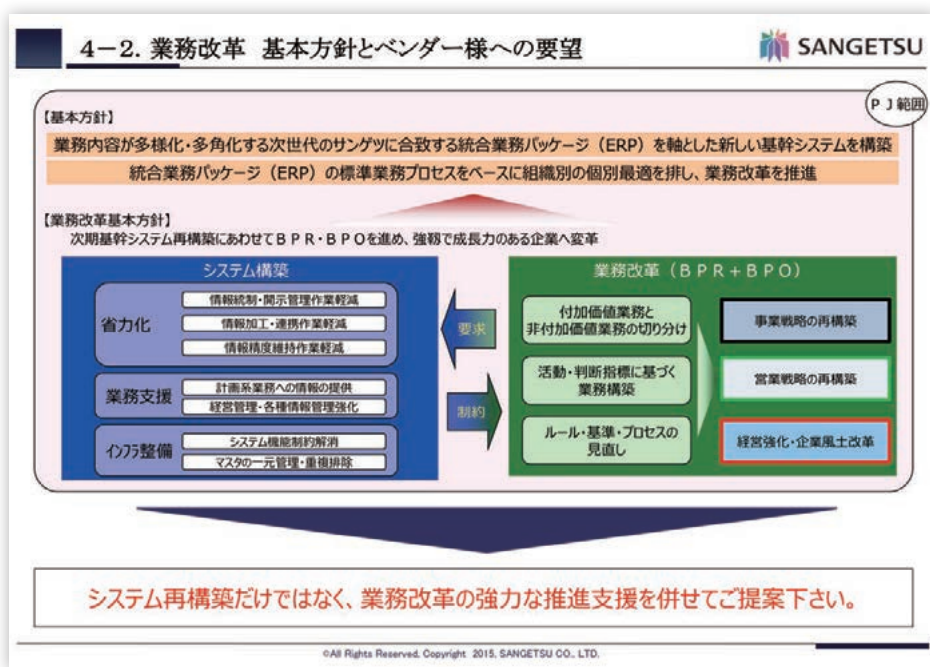 4－2. 業務改革 基本方針とベンダー様への要望
SANGETSU
ＰＪ範囲
【基本方針】
業務内容が多様化・多角化する次世代のサンゲツに合致する統合業務パッケージ（ERP）を軸とした新しい基幹システムを構築
統合業務パッケージ（ERP）の標準業務プロセスをベースに組織別の個別最適を排し、業務改革を推進
【業務改革基本方針】
次期基幹システム再構築にあわせてＢＰＲ・ＢＰＯを進め、強靭で成長力のある企業へ変革
システム構築
省力化
情報統制・開示管理作業軽減
情報加工・連携作業軽減
情報精度維持作業軽減
業務支援
計画系業務への情報の提供
経営管理・各種情報管理強化
インフラ整備
システム機能制約解消
マスタの一元管理・重複排除
要求
制約
業務改革（ＢＰＲ＋ＢＰＯ）
付加価値業務と
非付加価値業務の切り分け
活動・判断指標に基づく
業務構築
ルール・基準・プロセスの
見直し
事業戦略の再構築
営業戦略の再構築
経営強化・企業風土改革
システム再構築だけではなく、業務改革の強力な推進支援を併せてご提案下さい。
©All Rights Reserved, Copyright 2015, SANGETSU CO., LTD.